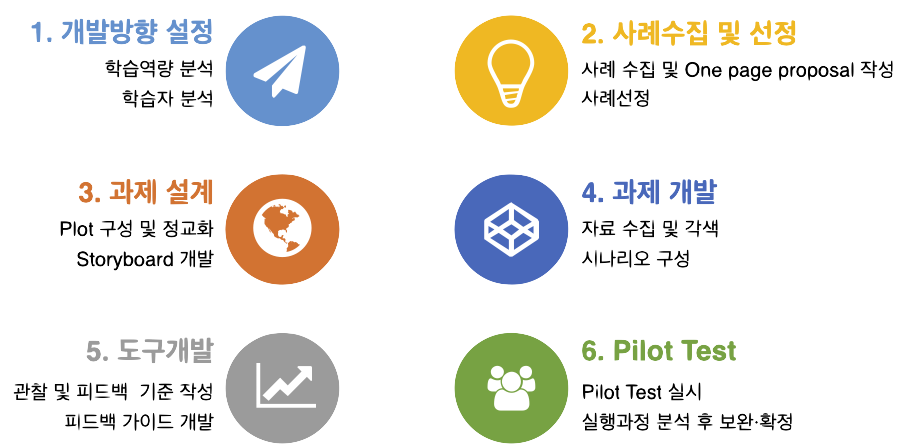 1. 개발방향 설정
학습역량 분석
학습자 분석
2. 사례수집 및 선정
사례 수집 및 One page proposal 작성
사례선정
3. 과제 설계
Plot 구성 및 정교화
Storyboard 개발
4. 과제 개발
자료 수집 및 각색
시나리오 구성
5. 도구개발
관찰 및 피드백 기준 작성
피드백 가이드 개발
6. Pilot Test
Pilot Test 실시
실행과정 분석 후 보완·확정